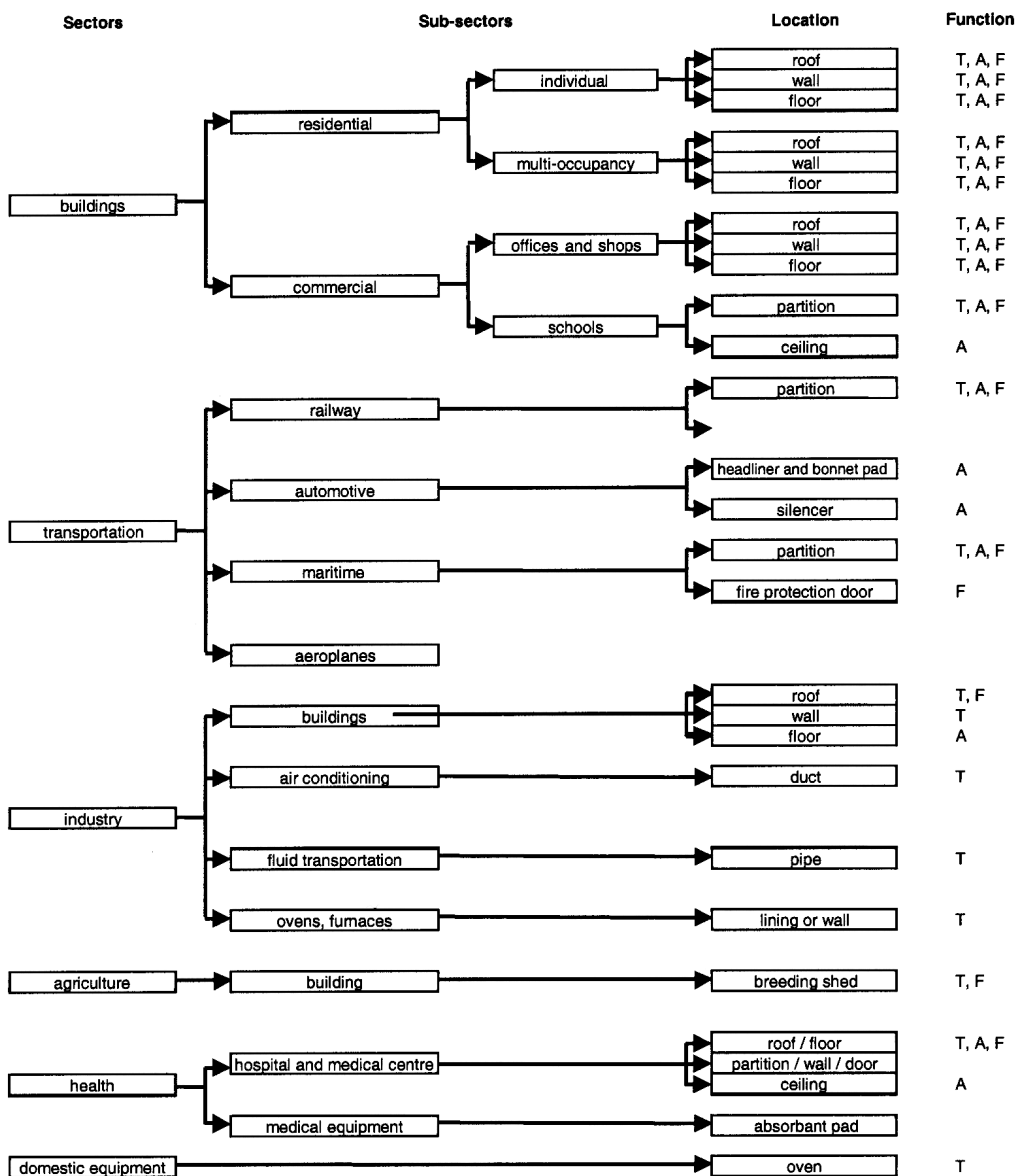 Sectors Sub-sectors Location Function
roof T, A, F
individual wall T, A, F
floor T, A, F
residential
roof T, A, F
multi-occupancy wall T, A, F
floor T, A, F
buildings
roof T, A, F
offices and shops wall T, A, F
floor T, A, F
commercial
partition T, A, F
schools
ceiling A
partition T, A, F
railway
headliner and bonnet pad A
automotive
silencer A
transportation
partition T, A, F
maritime
fire protection door F
aeroplanes
roof T, F
buildings wall T
floor A
air conditioning duct T
industry
fluid transportation pipe T
ovens, furnaces lining or wall T
agriculture building breeding shed T, F
roof / floor T, A, F
hospital and medical centre partition / wall / door
ceiling A
health
medical equipment absorbant pad
domestic equipment oven T